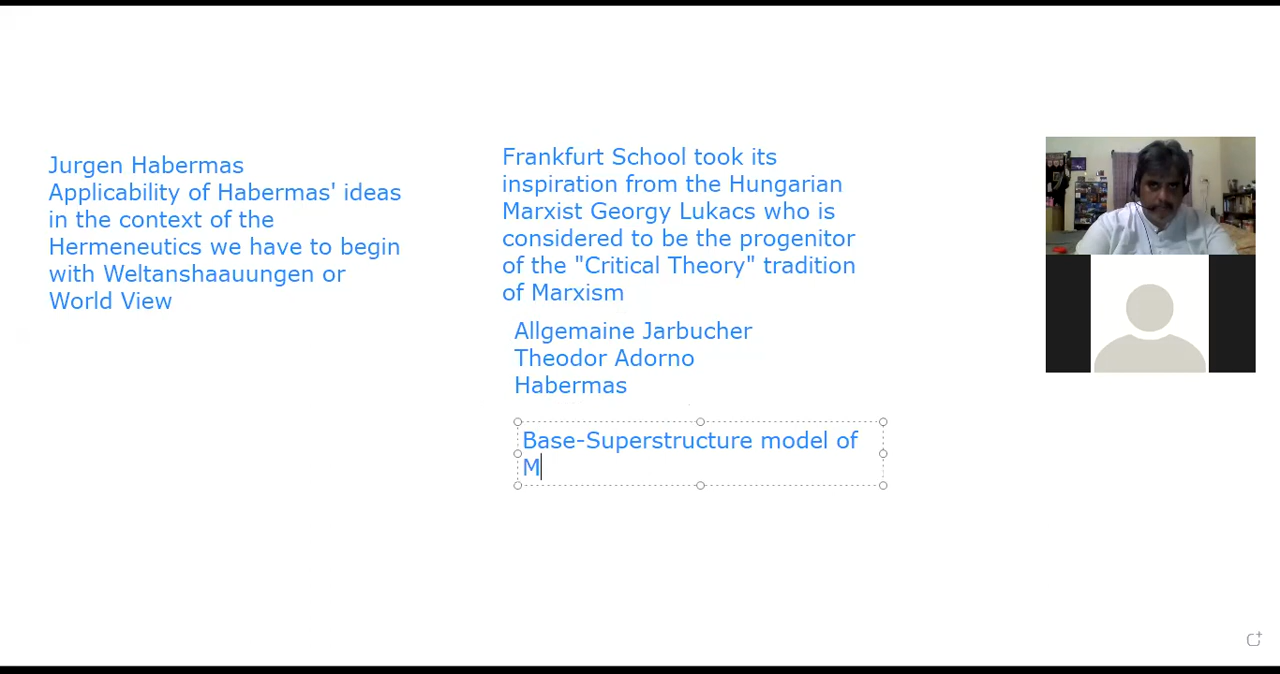 Jurgen Habermas
Applicability of Habermas' ideas
in the context of the
Hermeneutics we have to begin
with Weltanshaauungen or
World View
Frankfurt School took its
inspiration from the Hungarian
Marxist Georgy Lukacs who is
considered to be the progenitor
of the "Critical Theory" tradition
of Marxism
Allgemaine Jarbucher
Theodor Adorno
Habermas
Base-Superstructure model of
M